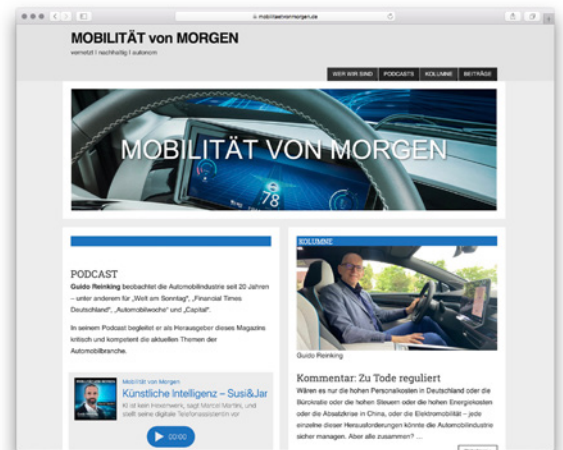 mobilitaetvonmorgen.de
MOBILITÄT von MORGEN
vernetzt I nachhaltig I autonom
WER WIR SIND
PODCASTS
KOLUMNE
BEITRÄGE
MOBILITÄT VON MORGEN
78
PODCAST
Guido Reinking beobachtet die Automobilindustrie seit 20 Jahren
– unter anderem für „Welt am Sonntag", „Financial Times
Deutschland", „Automobilwoche" und „Capital".
In seinem Podcast begleitet er als Herausgeber dieses Magazins
kritisch und kompetent die aktuellen Themen der
Automobilbranche.
MOBILITÄT VON MORGEN
Mobilität von Morgen
Künstliche Intelligenz – Susi&Jar
KI ist kein Hexenwerk, sagt Marcel Martini, und
stellt seine digitale Telefonassistentin vor
00:00
KOLUMNE
Guido Reinking
Kommentar: Zu Tode reguliert
Wären es nur die hohen Personalkosten in Deutschland oder die
Bürokratie oder die hohen Steuern oder die hohen Energiekosten
oder die Absatzkrise in China, oder die Elektromobilität – jede
einzelne dieser Herausforderungen könnte die Automobilindustrie
sicher managen. Aber alle zusammen? ...